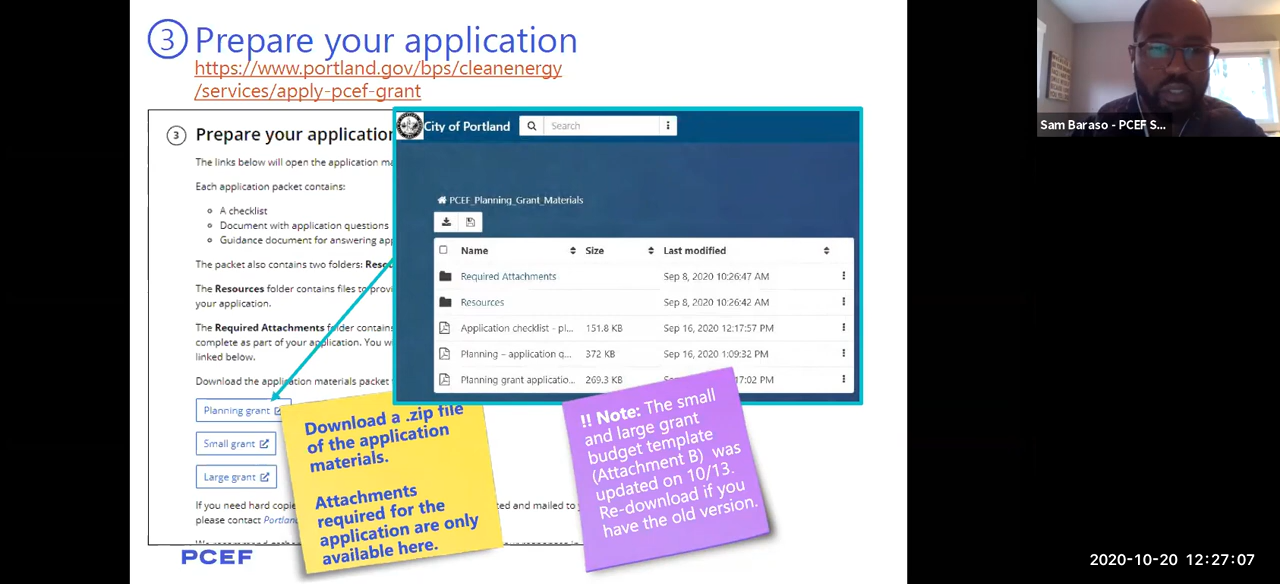 3 Prepare your application
https://www.portland.gov/bps/cleanenergy
/services/apply-pcef-grant
3 Prepare your application
The links below will open the application ma
Each application packet contains:
A checklist
Document with application questions
Guidance document for answering app
The packet also contains two folders: Reso
The Resources folder contains files to provi
your application.
The Required Attachments folder contains
complete as part of your application. You wi
linked below.
Download the application materials packet
Planning grant
Small grant
Large grant
If you need hard copie
ted and mailed to y
please contact Portland
City of Portland
Search
PCEF_Planning_Grant_Materials
Name Size Last modified
Required Attachments Sep 8, 2020 10:26:47 AM
Resources Sep 8, 2020 10:26:42 AM
Application checklist - pl... 151.8 KB Sep 16, 2020 12:17:57 PM
Planning – application q... 372 KB Sep 16, 2020 1:09:32 PM
Planning grant applicatio... 269.3 KB :17:02 PM
Download a .zip file
of the application
materials.
Attachments
required for the
application are only
available here.
!! Note: The small
and large grant
budget template
(Attachment B) was
updated on 10/13.
Re-download if you
have the old version.
PCEF
Sam Baraso - PCEF S...
2020-10-20 12:27:07